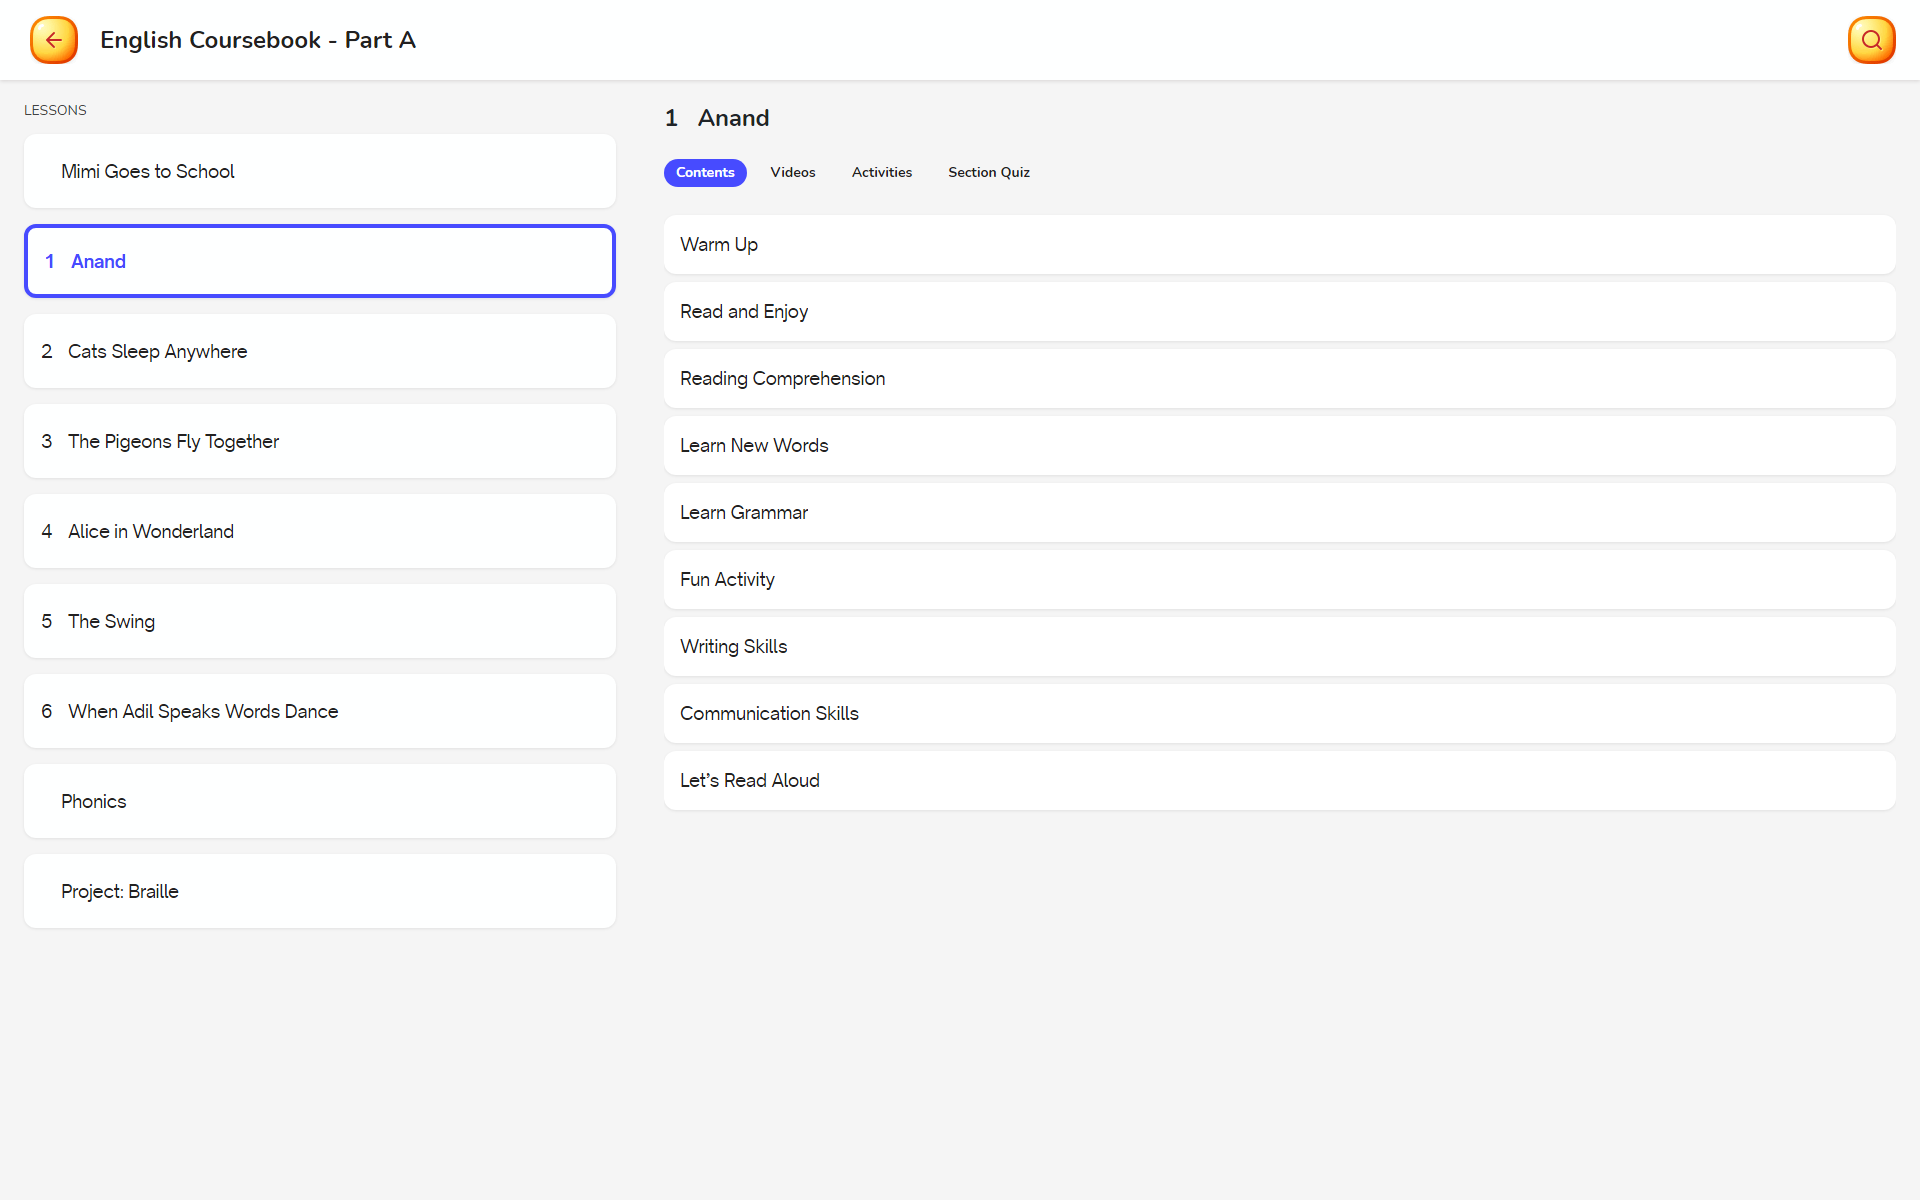 English Coursebook - Part A
LESSONS
Mimi Goes to School
1 Anand
2 Cats Sleep Anywhere
3 The Pigeons Fly Together
4 Alice in Wonderland
5 The Swing
6 When Adil Speaks Words Dance
Phonics
Project: Braille
1 Anand
Contents Videos Activities Section Quiz
Warm Up
Read and Enjoy
Reading Comprehension
Learn New Words
Learn Grammar
Fun Activity
Writing Skills
Communication Skills
Let's Read Aloud